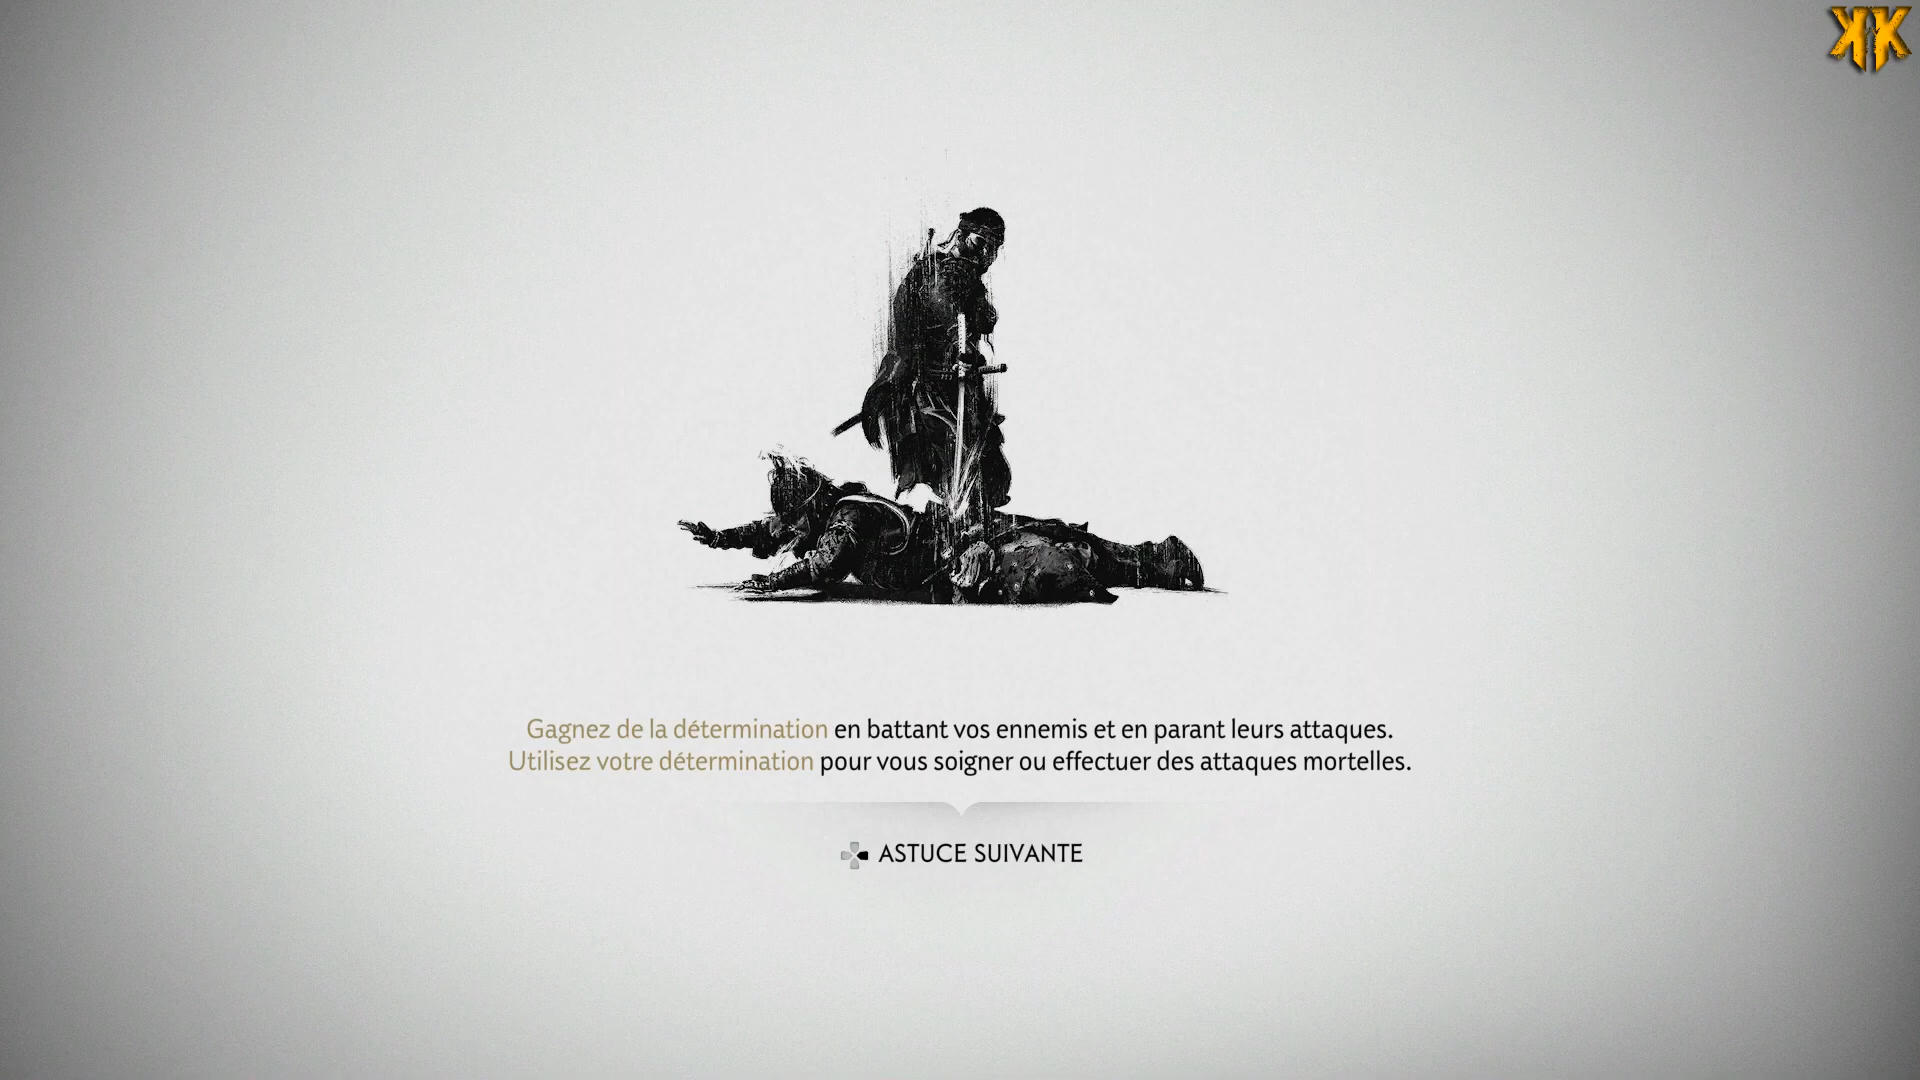 KK
Gagnez de la détermination en battant vos ennemis et en parant leurs attaques.
Utilisez votre détermination pour vous soigner ou effectuer des attaques mortelles.
ASTUCE SUIVANTE